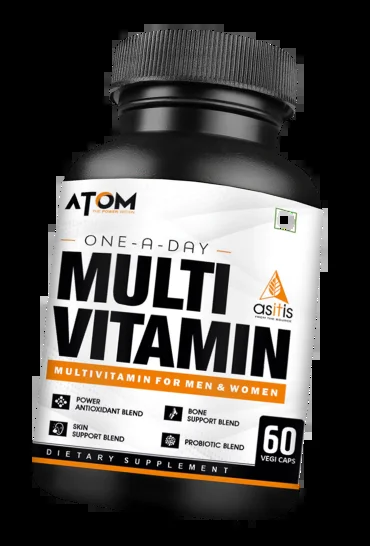 ATOM
ONE-A-DAY
MULTI
VITAMIN
asitis
MULTIVITAMIN FOR MEN & WOMEN
POWER
ANTIOXIDANT BLEND
BONE
SUPPORT BLEND
SKIN
SUPPORT BLEND
PROBIOTIC BLEND
60
VEGI CAPS
DIETARY SUPPLEMENT